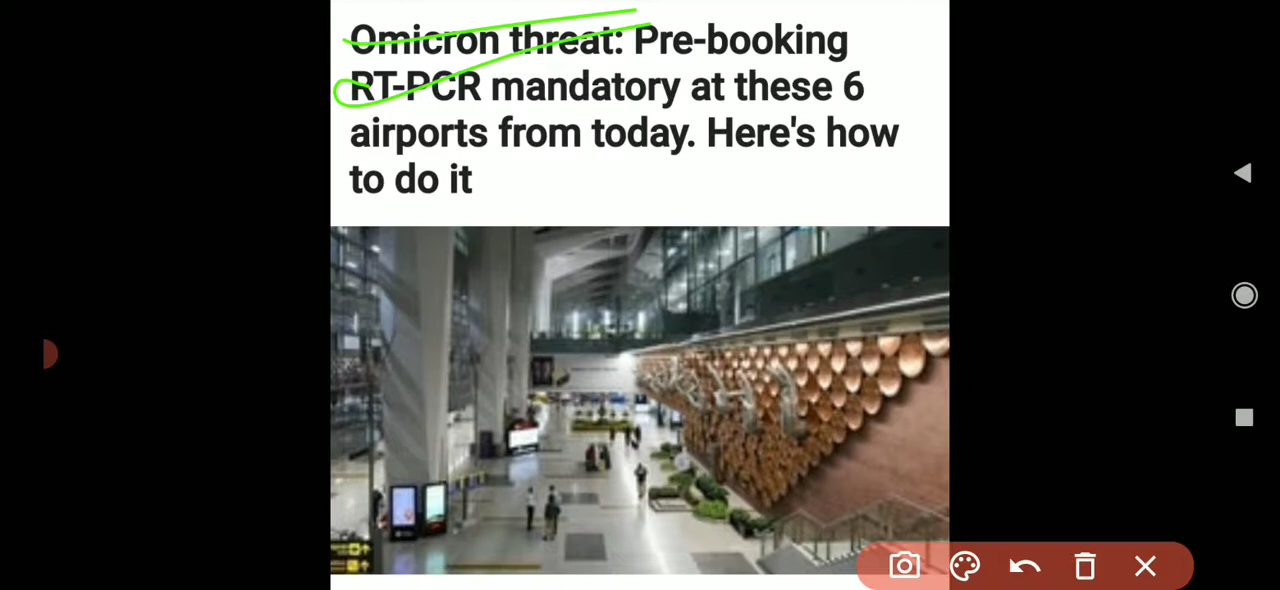 Omicron threat: Pre-booking
RT-PCR mandatory at these 6
airports from today. Here's how
to do it